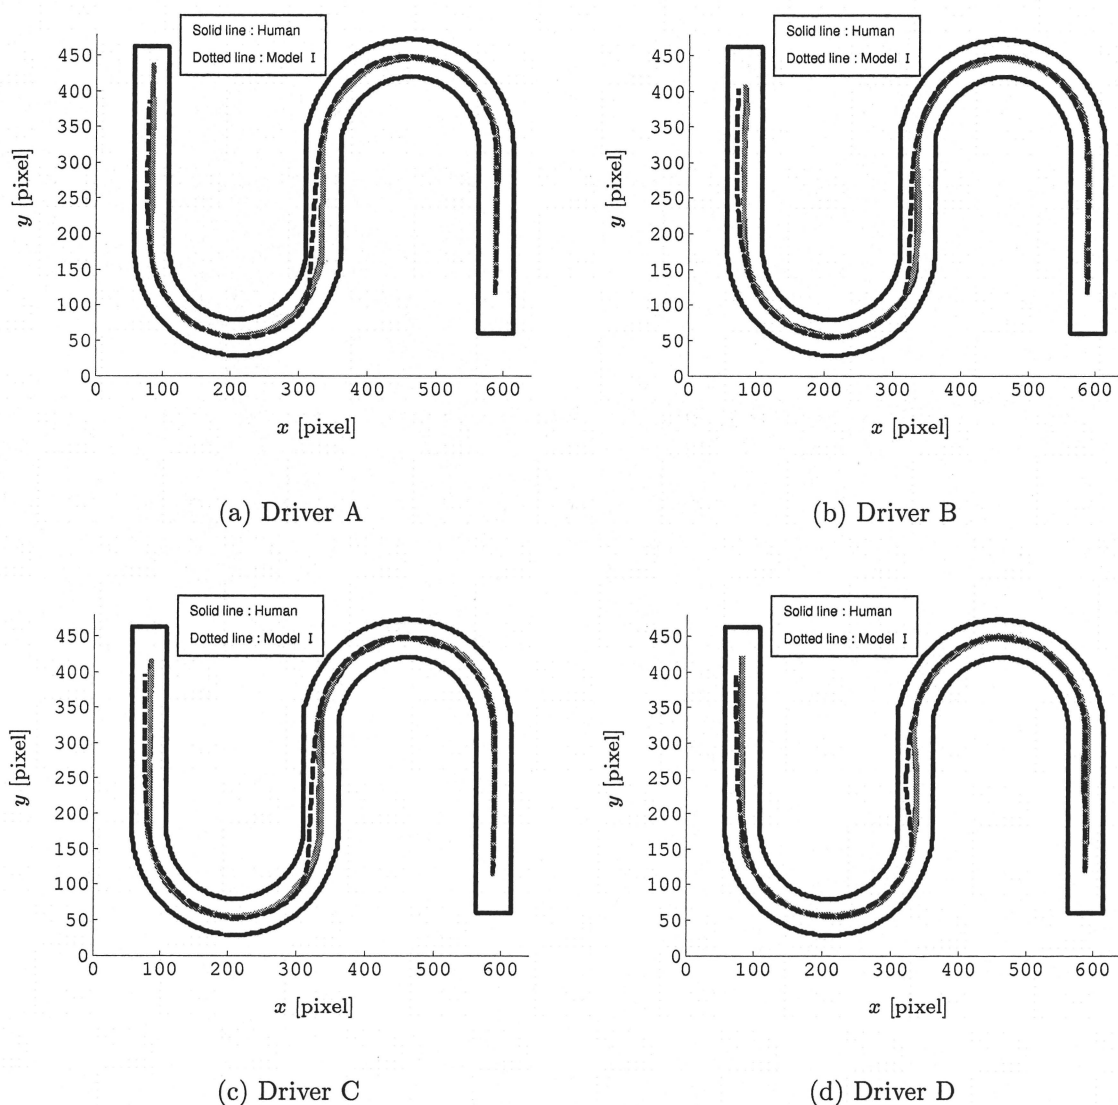 Solid line : Human
Dotted line : Model I
450
400
350
300
250
200
150
100
50
0
y [pixel]
0 100 200 300 400 500 600
x [pixel]
(a) Driver A
Solid line : Human
Dotted line : Model I
450
400
350
300
250
200
150
100
50
0
y [pixel]
0 100 200 300 400 500 600
x [pixel]
(b) Driver B
Solid line : Human
Dotted line : Model I
450
400
350
300
250
200
150
100
50
0
y [pixel]
0 100 200 300 400 500 600
x [pixel]
(c) Driver C
Solid line : Human
Dotted line : Model I
450
400
350
300
250
200
150
100
50
0
y [pixel]
0 100 200 300 400 500 600
x [pixel]
(d) Driver D